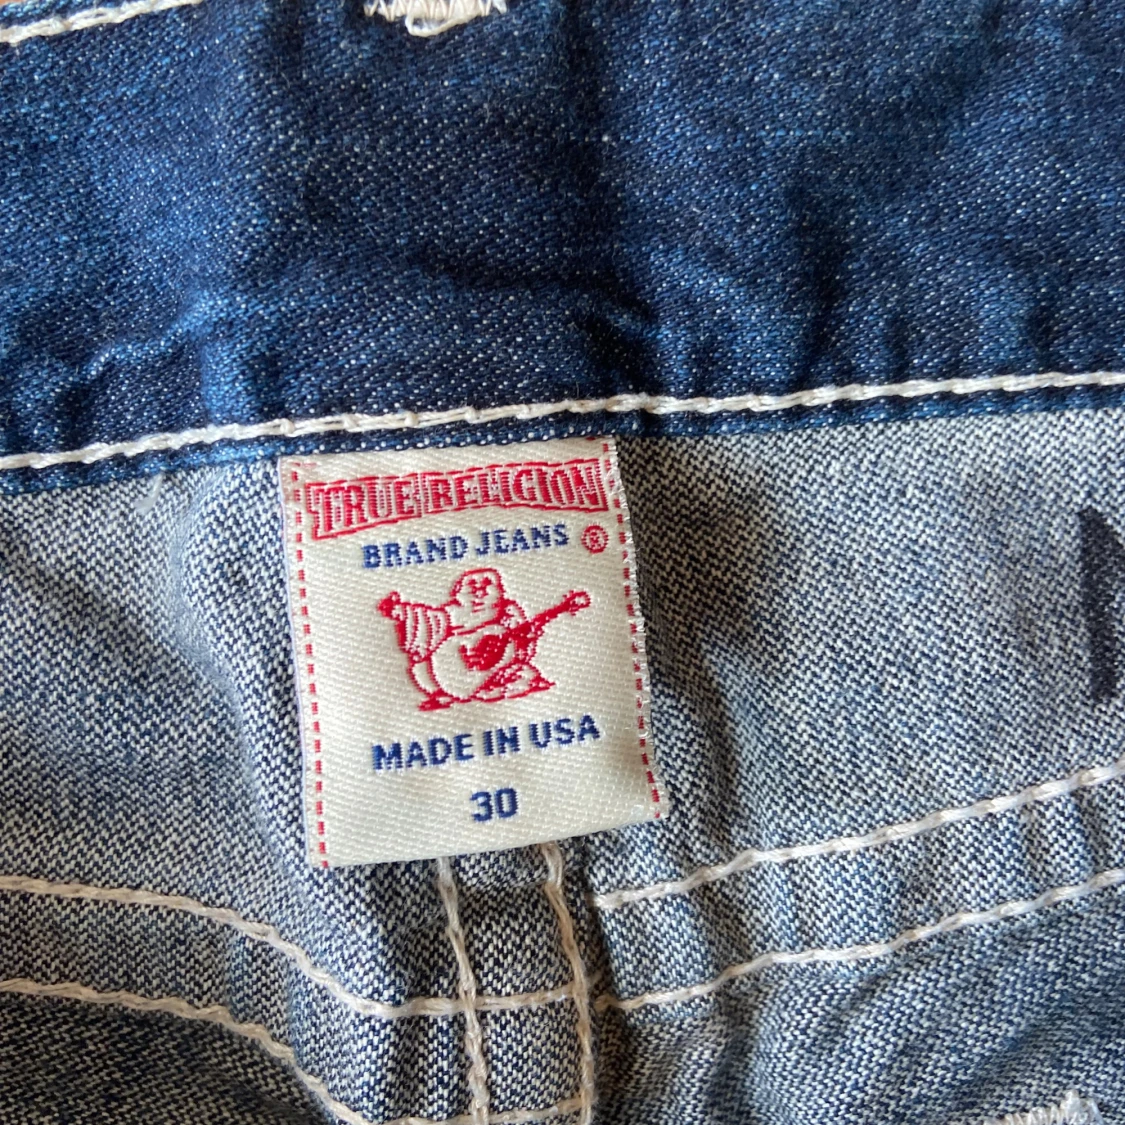 TRUE RELIGION
BRAND JEANS ®
MADE IN USA
30